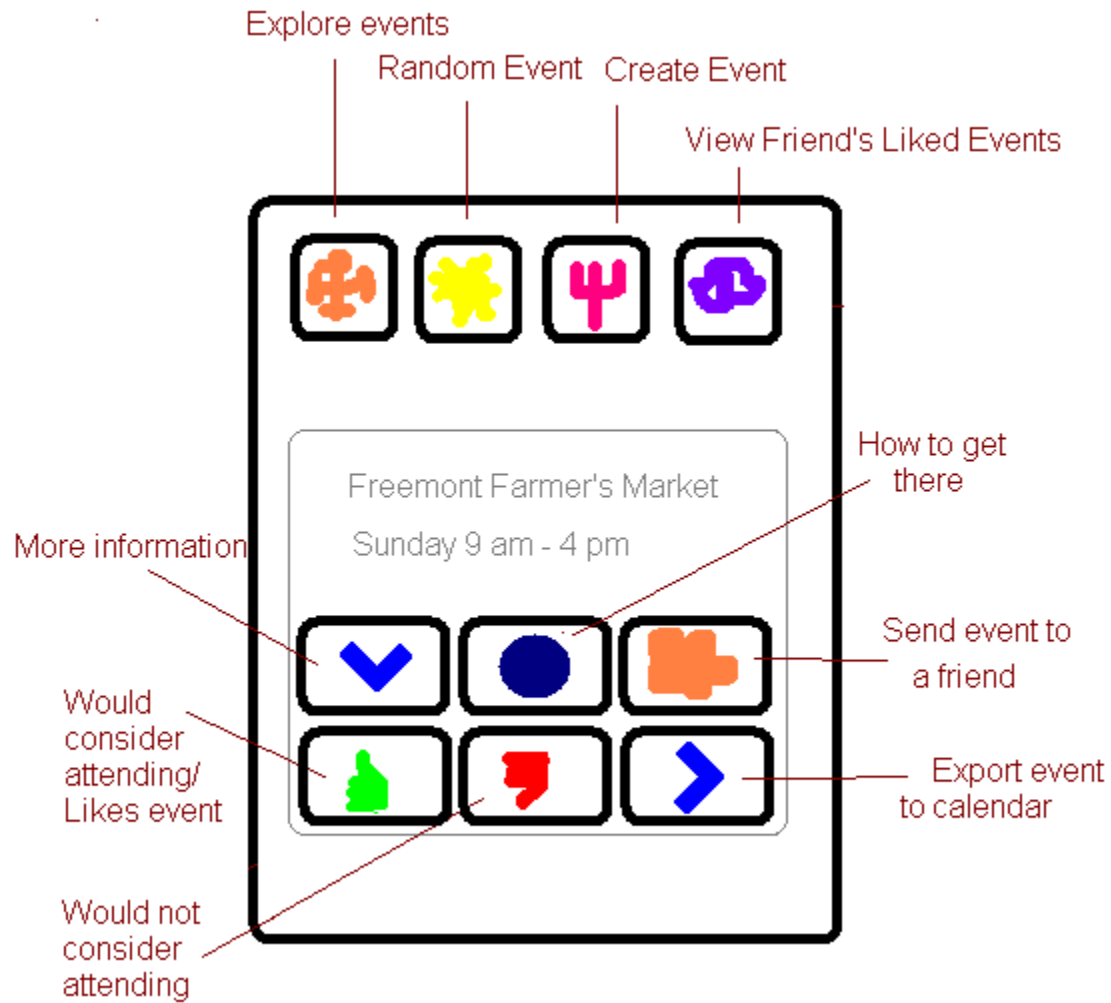 Explore events
Random Event
Create Event
View Friend's Liked Events
Freemont Farmer's Market
Sunday 9 am - 4 pm
How to get
there
More information
Send event to
a friend
Would
consider
attending/
Likes event
Export event
to calendar
Would not
consider
attending